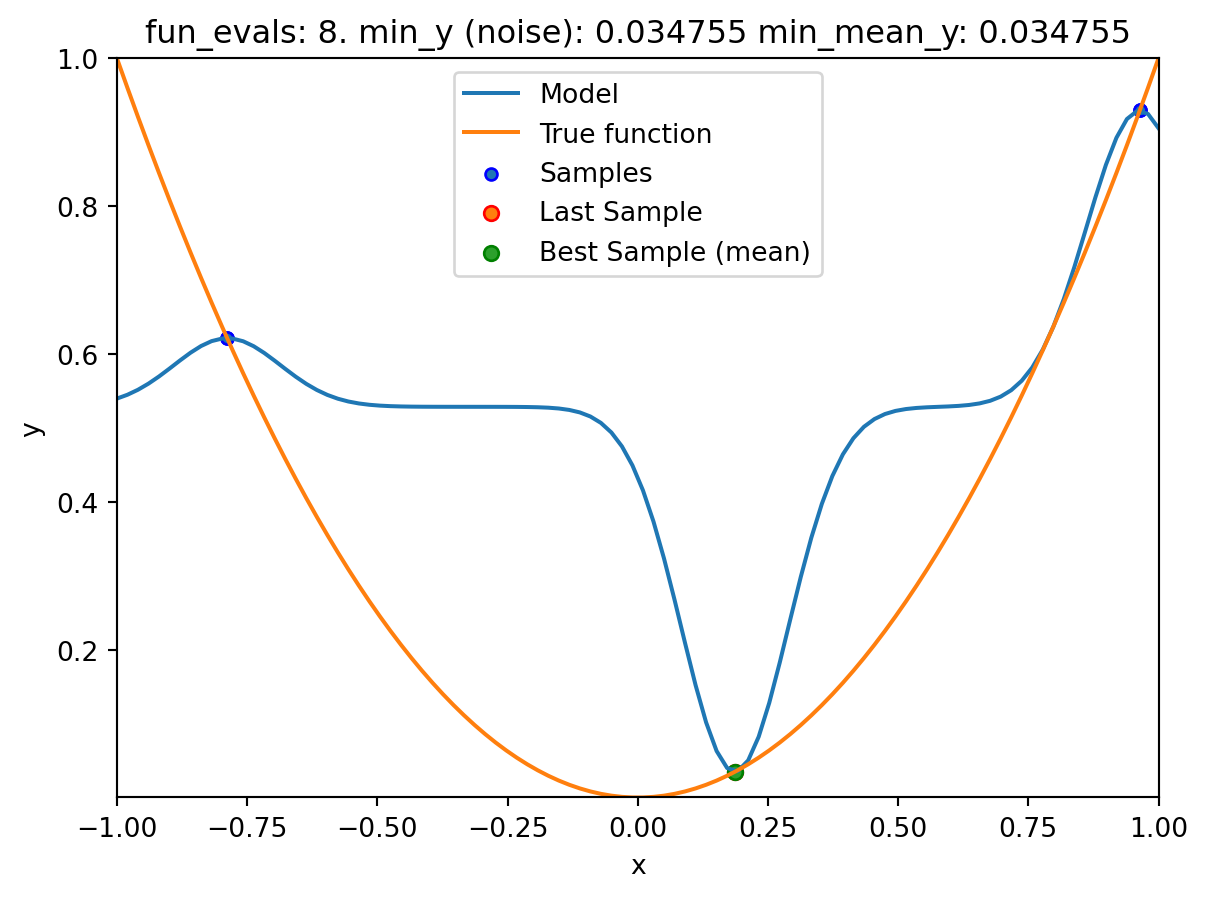 fun_evals: 8. min_y (noise): 0.034755 min_mean_y: 0.034755
Model
True function
Samples
Last Sample
Best Sample (mean)
1.0
0.8
0.6
0.4
0.2
y
−1.00 −0.75 −0.50 −0.25 0.00 0.25 0.50 0.75 1.00
x